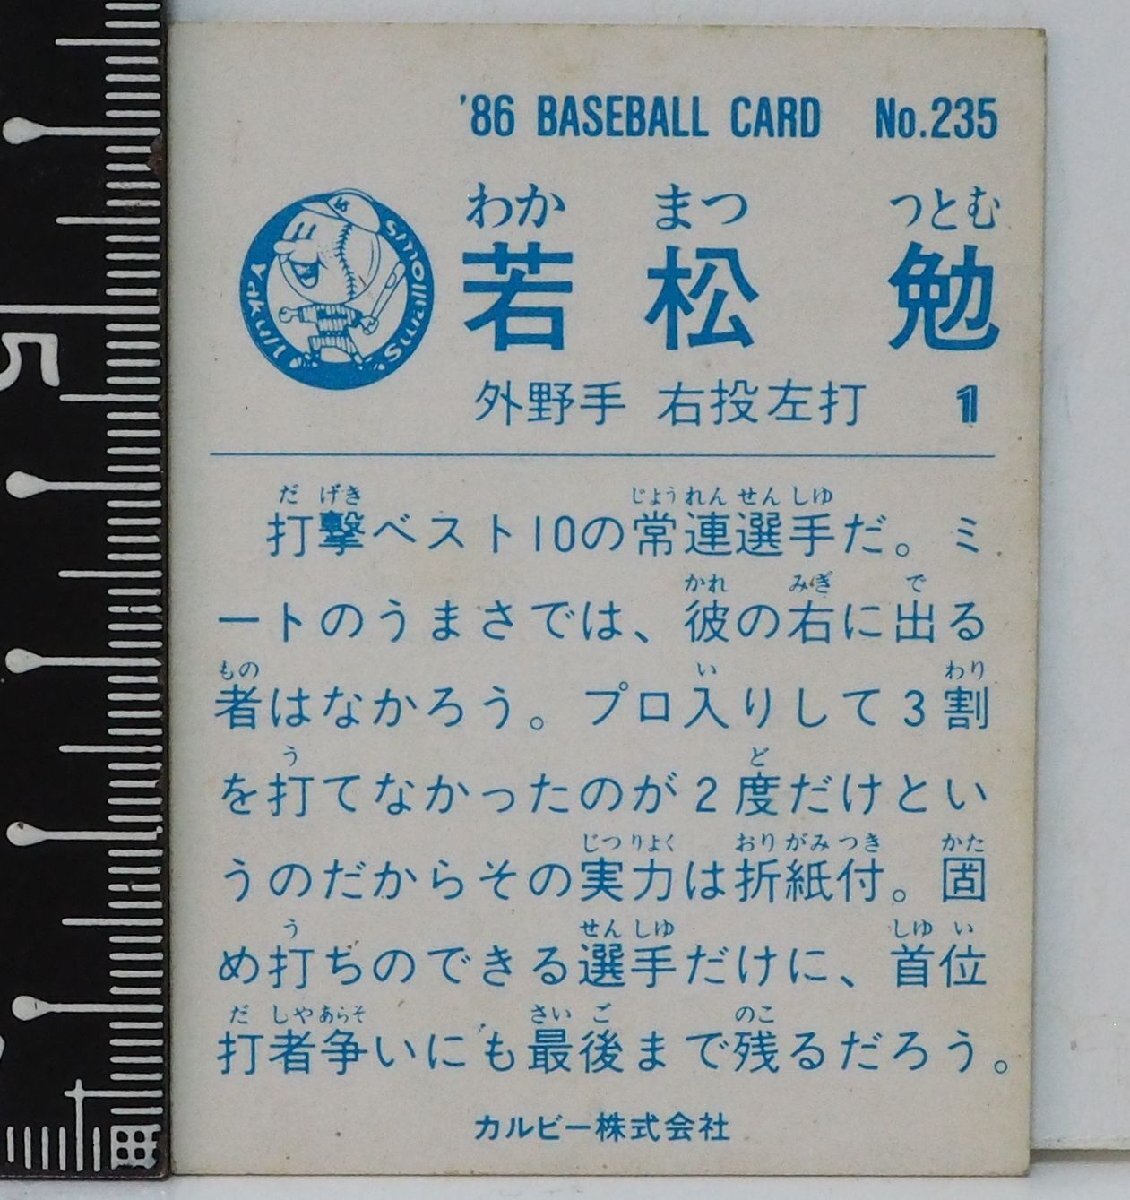 '86 BASEBALL CARD No.235
わか まつ つとむ
若松 勉
Yakult Swallows
外野手 右投左打 1
だ げき じょう れん せん しゆ
打撃ベスト10の常連選手だ。ミ
かれ みぎ で
ートのうまさでは、彼の右に出る
もの い わり
者はなかろう。プロ入りして3割
う ど
を打てなかったのが2度だけとい
じつ りよく おり がみ つき かた
うのだからその実力は折紙付。固
う せん しゆ しゆ い
め打ちのできる選手だけに、首位
だ しや あらそ さい ご のこ
打者争いにも最後まで残るだろう。
カルビー株式会社
5